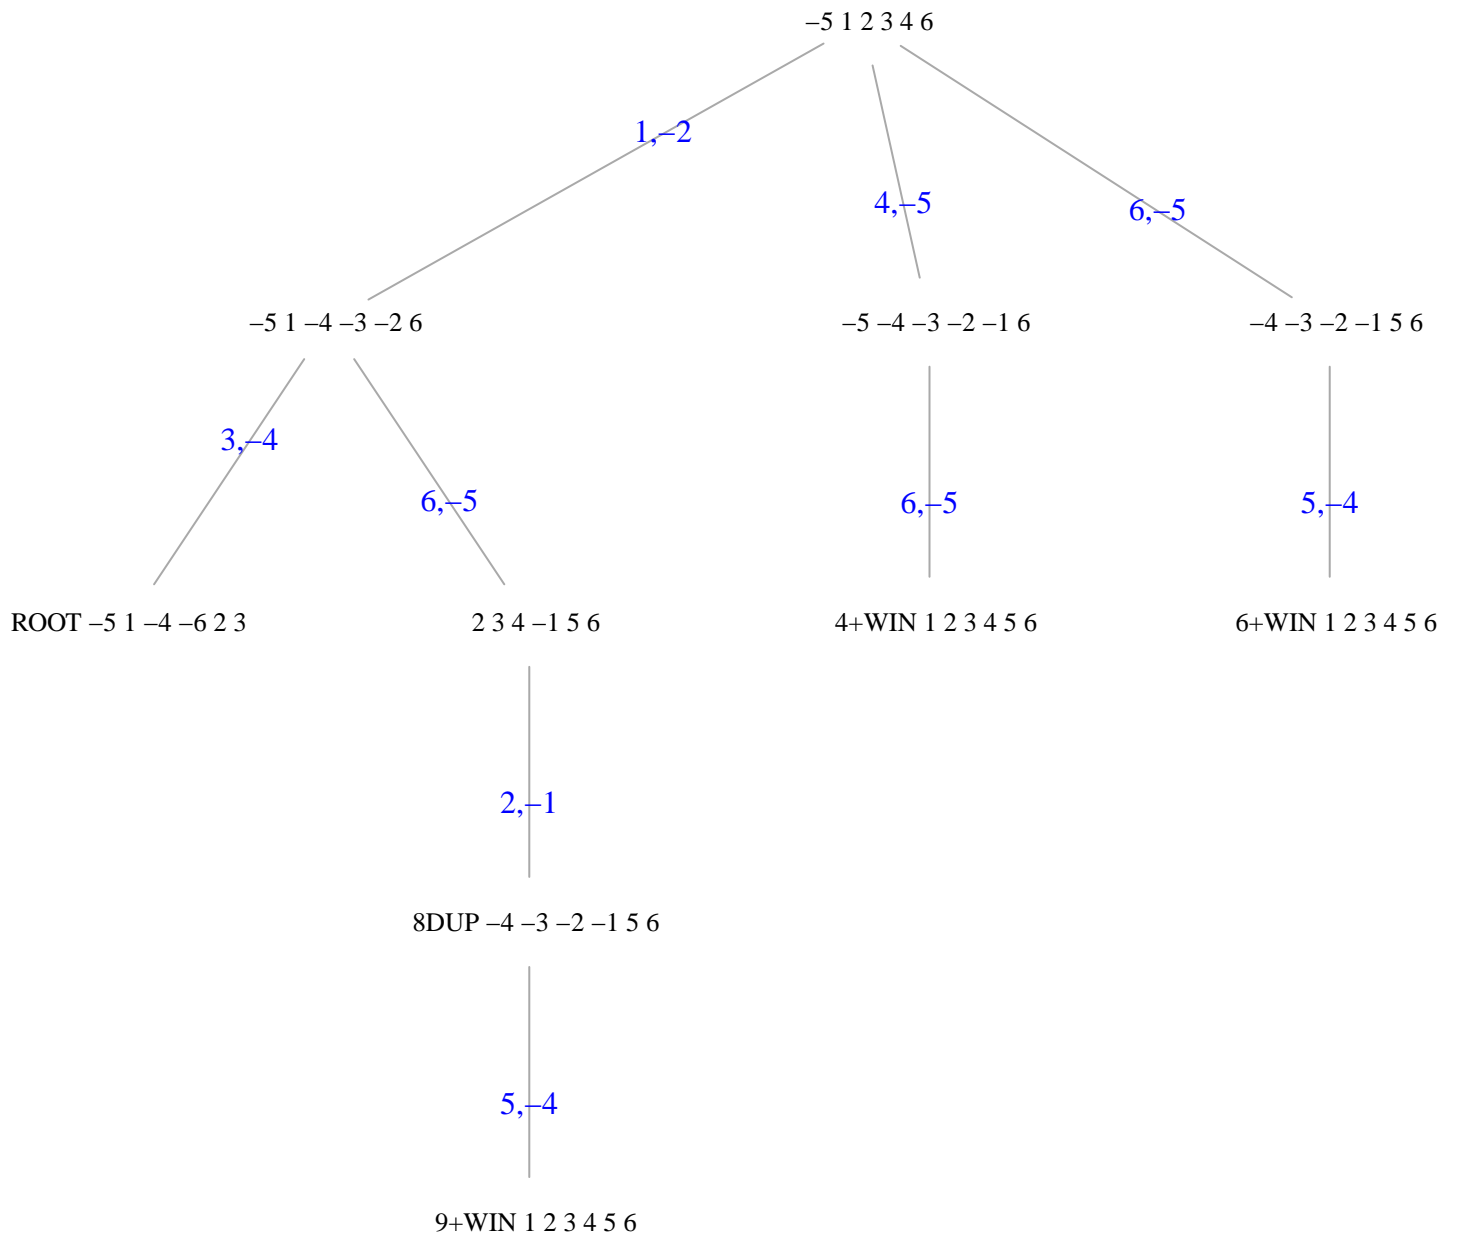 –5 1 2 3 4 6
1,–2
4,–5
6,–5
–5 1 –4 –3 –2 6
–5 –4 –3 –2 –1 6
–4 –3 –2 –1 5 6
3,–4
6,–5
6,–5
5,–4
ROOT –5 1 –4 –6 2 3
2 3 4 –1 5 6
4+WIN 1 2 3 4 5 6
6+WIN 1 2 3 4 5 6
2,–1
8DUP –4 –3 –2 –1 5 6
5,–4
9+WIN 1 2 3 4 5 6